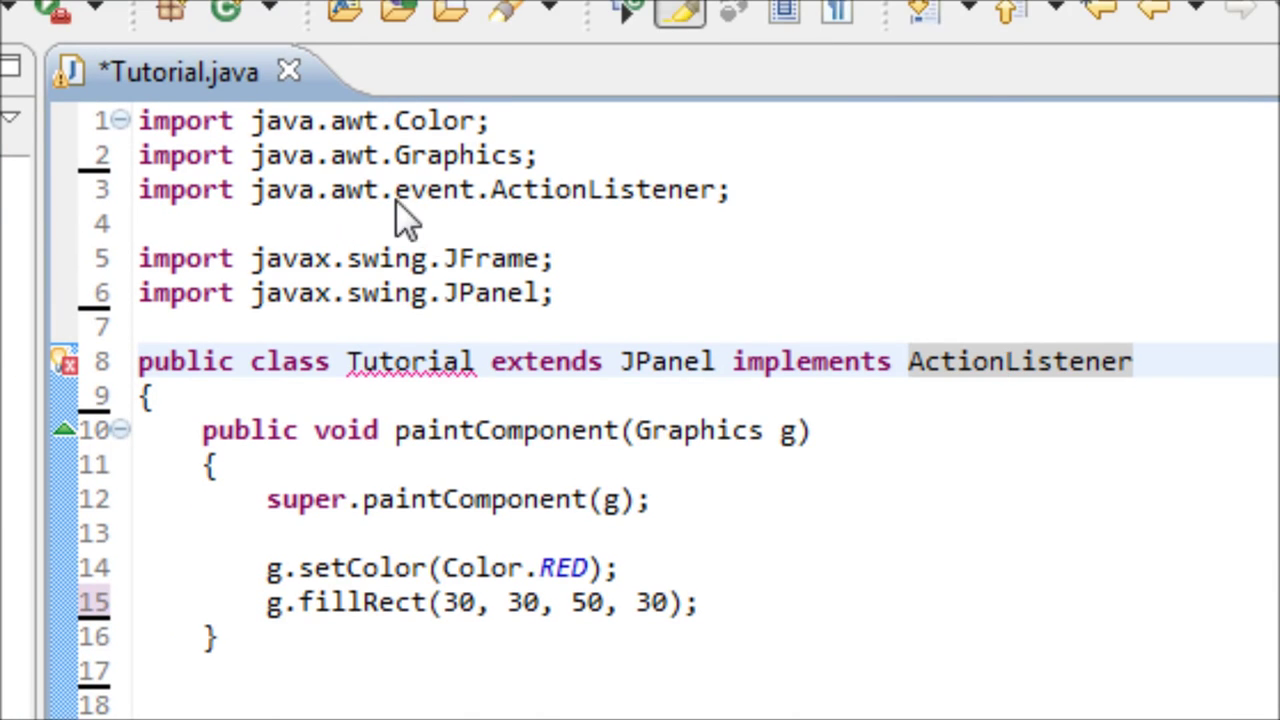 *Tutorial.java
1 import java.awt.Color;
2 import java.awt.Graphics;
3 import java.awt.event.ActionListener;
4
5 import javax.swing.JFrame;
6 import javax.swing.JPanel;
7
8 public class Tutorial extends JPanel implements ActionListener
9 {
10 public void paintComponent(Graphics g)
11 {
12 super.paintComponent(g);
13
14 g.setColor(Color.RED);
15 g.fillRect(30, 30, 50, 30);
16 }
17
18